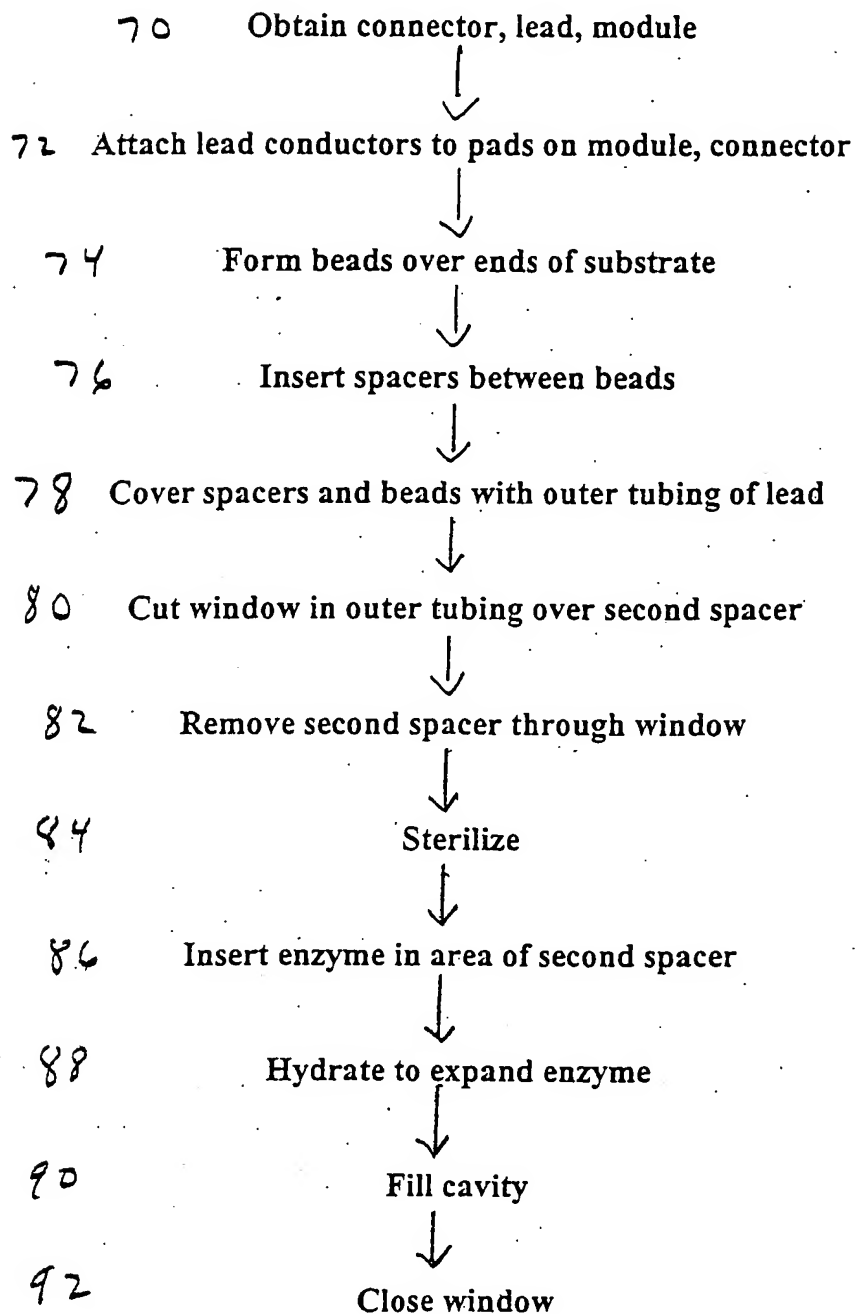 70 Obtain connector, lead, module
72 Attach lead conductors to pads on module, connector
74 Form beads over ends of substrate
76 Insert spacers between beads
78 Cover spacers and beads with outer tubing of lead
80 Cut window in outer tubing over second spacer
82 Remove second spacer through window
84 Sterilize
86 Insert enzyme in area of second spacer
88 Hydrate to expand enzyme
90 Fill cavity
92 Close window